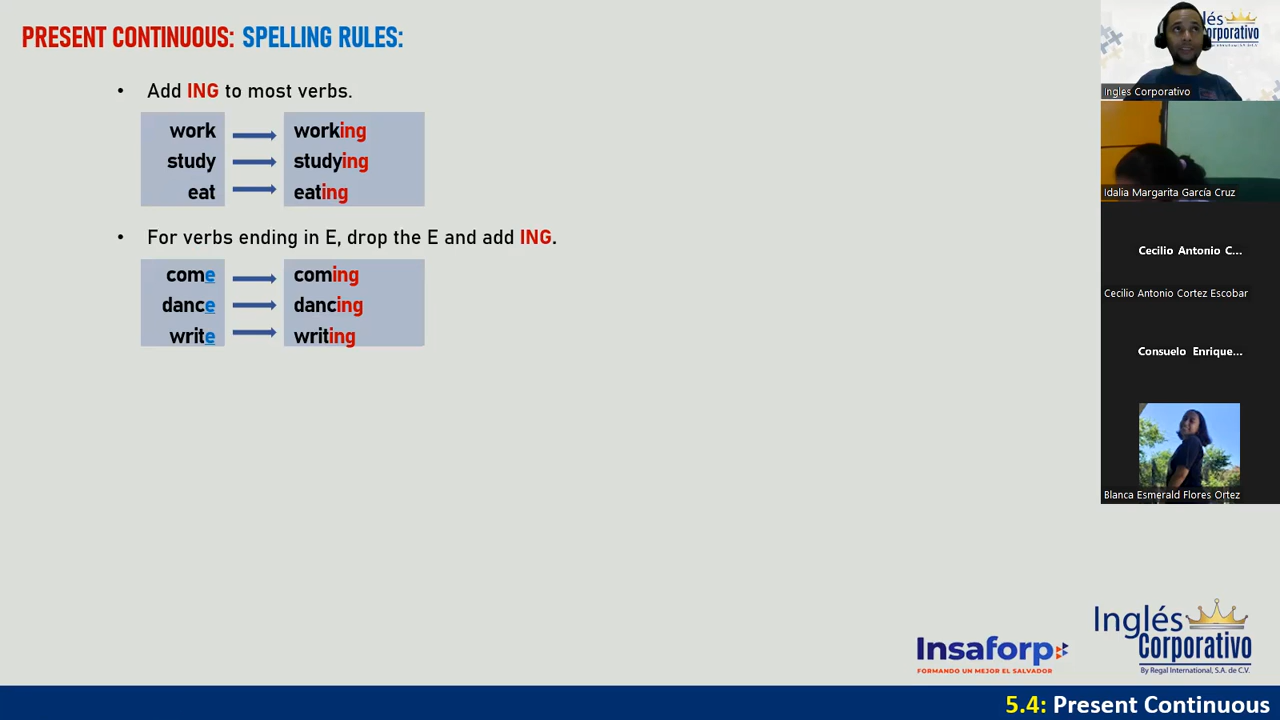 PRESENT CONTINUOUS: SPELLING RULES:
• Add ING to most verbs.
work working
study studying
eat eating
• For verbs ending in E, drop the E and add ING.
come coming
dance dancing
write writing
Ingles Corporativo
Idalia Margarita García Cruz
Cecilio Antonio C...
Cecilio Antonio Cortez Escobar
Consuelo Enrique...
Blanca Esmerald Flores Ortez
Insaforp
FORMANDO UN MEJOR EL SALVADOR
Inglés
Corporativo
By Regal International, S.A. de C.V.
5.4: Present Continuous